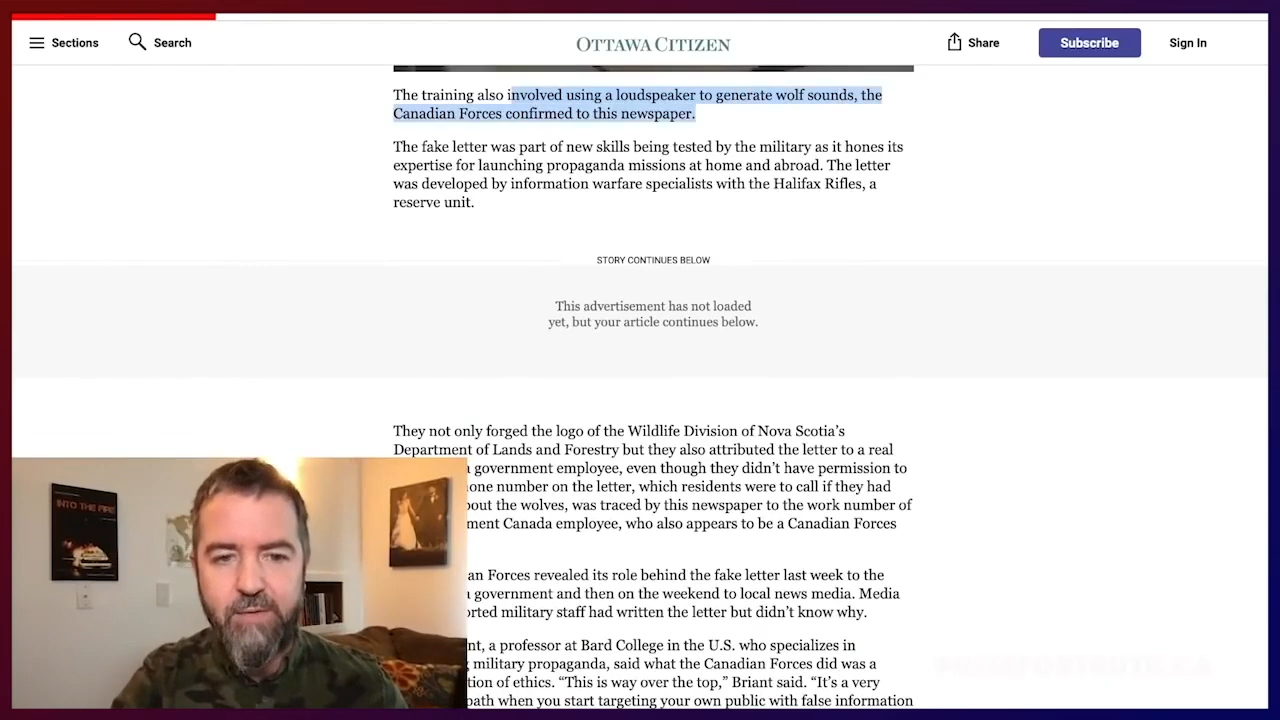 Sections
Search
OTTAWA CITIZEN
Share
Subscribe
Sign In
The training also involved using a loudspeaker to generate wolf sounds, the
Canadian Forces confirmed to this newspaper.
The fake letter was part of new skills being tested by the military as it hones its
expertise for launching propaganda missions at home and abroad. The letter
was developed by information warfare specialists with the Halifax Rifles, a
reserve unit.
STORY CONTINUES BELOW
This advertisement has not loaded
yet, but your article continues below.
They not only forged the logo of the Wildlife Division of Nova Scotia’s
Department of Lands and Forestry but they also attributed the letter to a real
government employee, even though they didn’t have permission to
one number on the letter, which residents were to call if they had
bout the wolves, was traced by this newspaper to the work number of
ment Canada employee, who also appears to be a Canadian Forces
an Forces revealed its role behind the fake letter last week to the
government and then on the weekend to local news media. Media
orted military staff had written the letter but didn’t know why.
nt, a professor at Bard College in the U.S. who specializes in
military propaganda, said what the Canadian Forces did was a
tion of ethics. “This is way over the top,” Briant said. “It’s a very
path when you start targeting your own public with false information
INTO THE FIRE